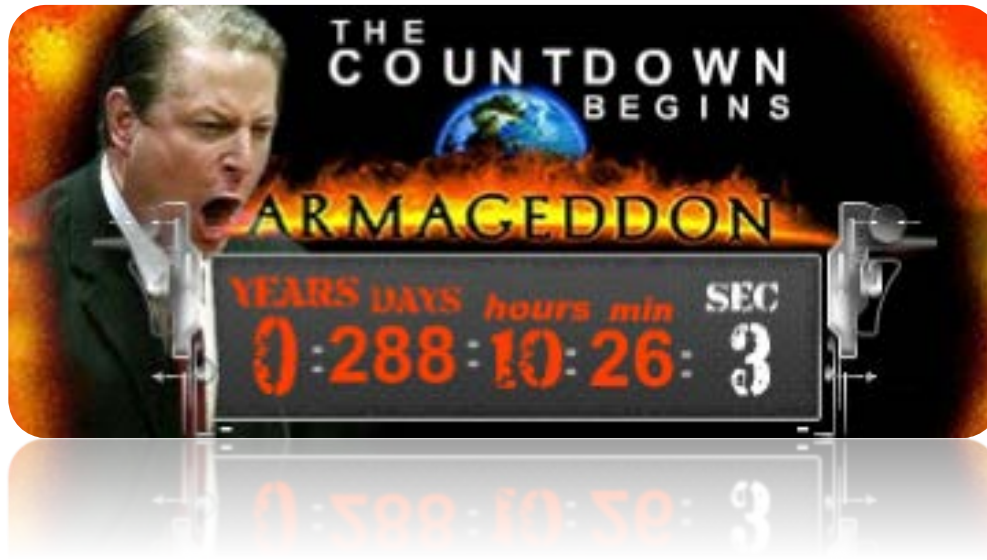 THE
COUNTDOWN
BEGINS
ARMAGEDDON
YEARS DAYS hours min SEC
0:288:10:26:3